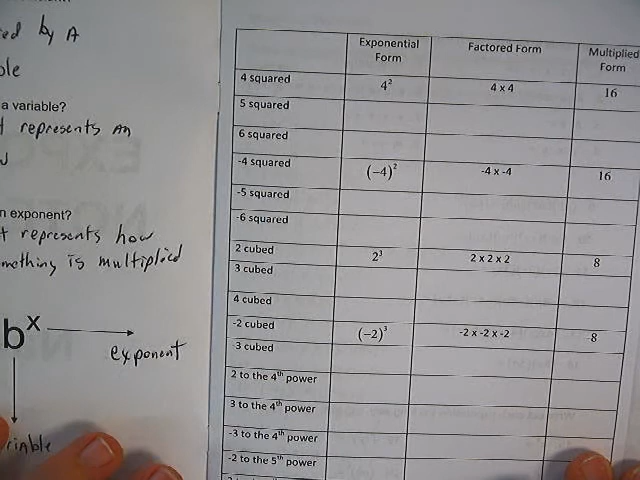 by A
a variable?
represents an
exponent?
represents how
is multiplied
b^x
exponent
Exponential Form Factored Form Multiplied Form
4 squared 4² 4 x 4 16
5 squared
6 squared
-4 squared (−4)² -4 x -4 16
-5 squared
-6 squared
2 cubed 2³ 2 x 2 x 2 8
3 cubed
4 cubed
-2 cubed (−2)³ -2 x -2 x -2 -8
3 cubed
2 to the 4th power
3 to the 4th power
-3 to the 4th power
-2 to the 5th power